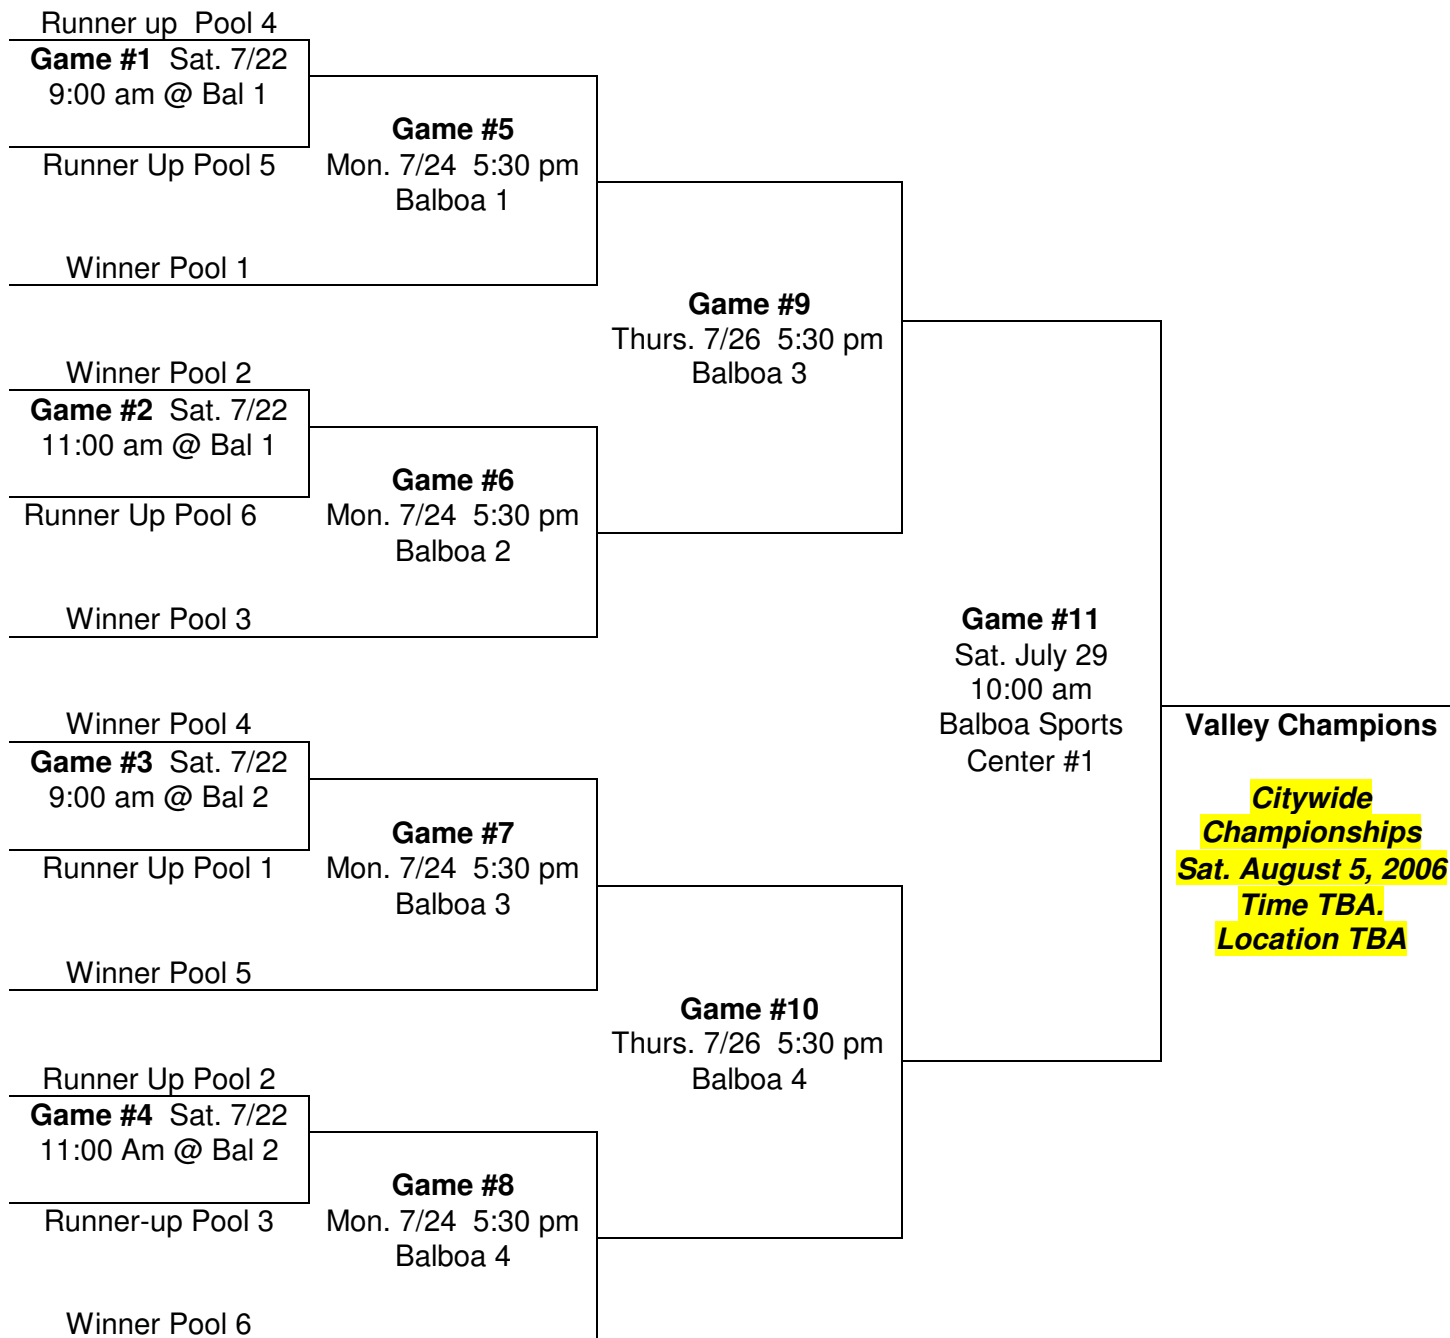 Runner up  Pool 4
Game #1  Sat. 7/22
9:00 am @ Bal 1
Runner Up Pool 5
Game #5
Mon. 7/24  5:30 pm
Balboa 1
Winner Pool 1
Game #9
Thurs. 7/26  5:30 pm
Balboa 3
Winner Pool 2
Game #2  Sat. 7/22
11:00 am @ Bal 1
Runner Up Pool 6
Game #6
Mon. 7/24  5:30 pm
Balboa 2
Winner Pool 3
Game #11
Sat. July 29
10:00 am
Balboa Sports
Center #1
Valley Champions
Citywide
Championships
Sat. August 5, 2006
Time TBA.
Location TBA
Winner Pool 4
Game #3  Sat. 7/22
9:00 am @ Bal 2
Runner Up Pool 1
Game #7
Mon. 7/24  5:30 pm
Balboa 3
Winner Pool 5
Game #10
Thurs. 7/26  5:30 pm
Balboa 4
Runner Up Pool 2
Game #4  Sat. 7/22
11:00 Am @ Bal 2
Runner-up Pool 3
Game #8
Mon. 7/24  5:30 pm
Balboa 4
Winner Pool 6